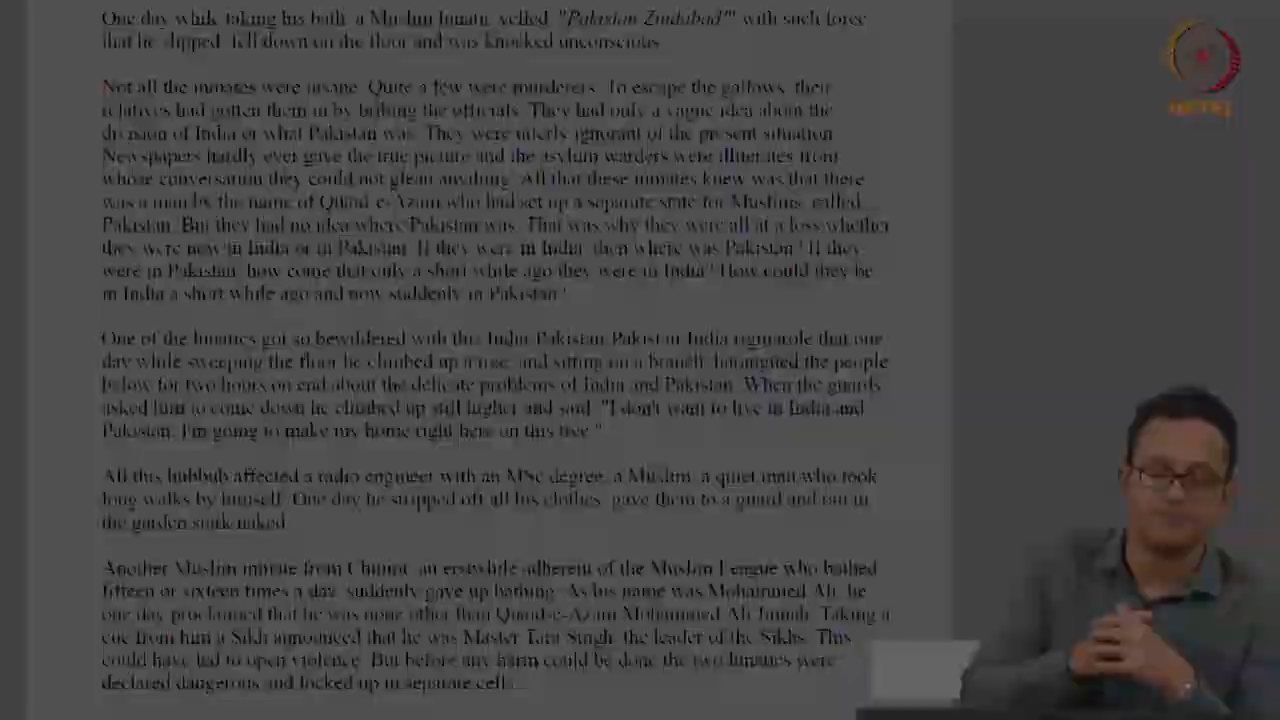 One day while taking his bath, a Muslim lunatic yelled, "Pakistan Zindabad!" with such force
that he slipped, fell down on the floor and was knocked unconscious.
Not all the inmates were insane. Quite a few were murderers. To escape the gallows, their
relatives had gotten them in by bribing the officials. They had only a vague idea about the
division of India or what Pakistan was. They were utterly ignorant of the present situation.
Newspapers hardly ever gave the true picture and the asylum warders were illiterates from
whose conversation they could not glean anything. All that these inmates knew was that there
was a man by the name of Quaid-e-Azam who had set up a separate state for Muslims, called
Pakistan. But they had no idea where Pakistan was. That was why they were all at a loss whether
they were now in India or in Pakistan. If they were in India, then where was Pakistan? If they
were in Pakistan, how come that only a short while ago they were in India? How could they be
in India a short while ago and now suddenly in Pakistan?
One of the lunatics got so bewildered with this India-Pakistan-Pakistan-India rigmarole that one
day while sweeping the floor he climbed up a tree, and sitting on a branch, harangued the people
below for two hours on end about the delicate problems of India and Pakistan. When the guards
asked him to come down he climbed up still higher and said, "I don't want to live in India and
Pakistan. I'm going to make my home right here on this tree."
All this hubbub affected a radio engineer with an MSc degree, a Muslim, a quiet man who took
long walks by himself. One day he stripped off all his clothes, gave them to a guard and ran in
the garden stark naked.
Another Muslim inmate from Chiniot, an erstwhile adherent of the Muslim League who bathed
fifteen or sixteen times a day, suddenly gave up bathing. As his name was Mohammed Ali, he
one day proclaimed that he was none other than Quaid-e-Azam Mohammed Ali Jinnah. Taking a
cue from him a Sikh announced that he was Master Tara Singh, the leader of the Sikhs. This
could have led to open violence. But before any harm could be done the two lunatics were
declared dangerous and locked up in separate cells...
NPTEL